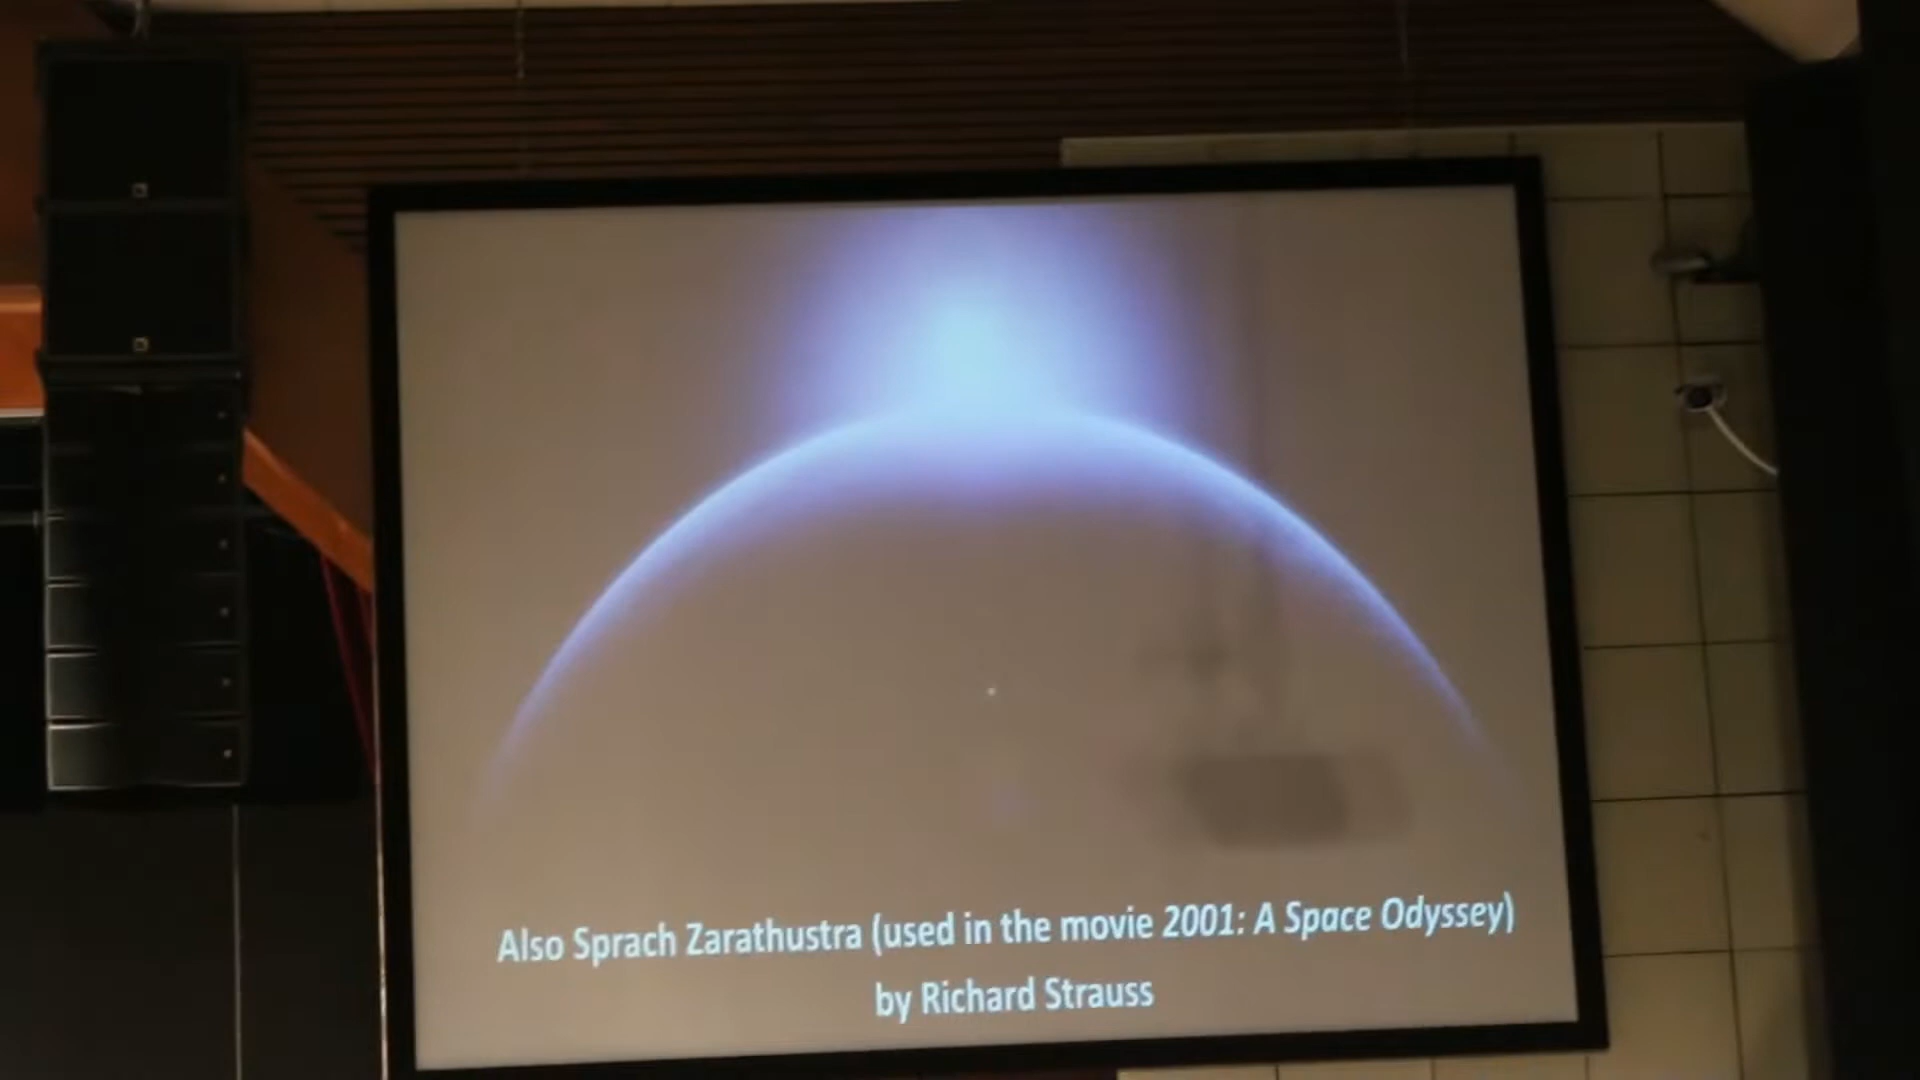 Also Sprach Zarathustra (used in the movie 2001: A Space Odyssey)
by Richard Strauss